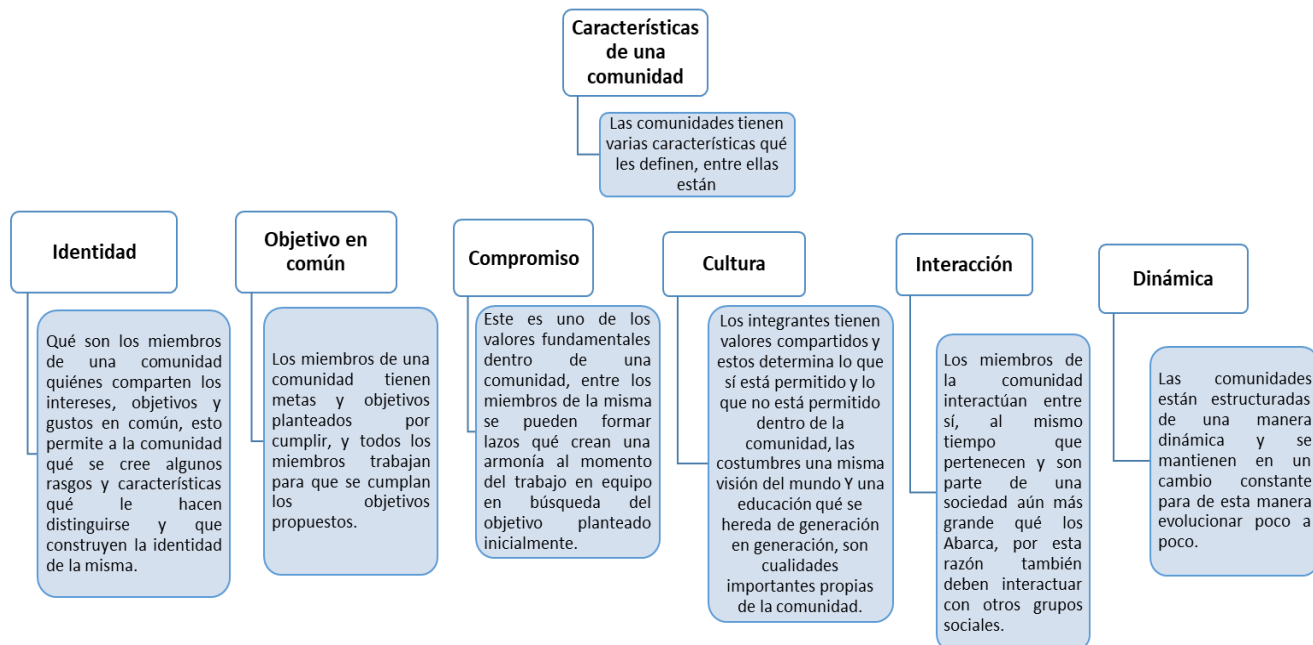 Características
de una
comunidad
Las comunidades tienen
varias características qué
les definen, entre ellas
están
Identidad
Qué son los miembros
de una comunidad
quiénes comparten los
intereses, objetivos y
gustos en común, esto
permite a la comunidad
qué se cree algunos
rasgos y características
qué le hacen
distinguirse y que
construyen la identidad
de la misma.
Objetivo en
común
Los miembros de una
comunidad tienen
metas y objetivos
planteados por
cumplir, y todos los
miembros trabajan
para que se cumplan
los objetivos
propuestos.
Compromiso
Este es uno de los
valores fundamentales
dentro de una
comunidad, entre los
miembros de la misma
se pueden formar
lazos qué crean una
armonía al momento
del trabajo en equipo
en búsqueda del
objetivo planteado
inicialmente.
Cultura
Los integrantes tienen
valores compartidos y
estos determina lo que
sí está permitido y lo
que no está permitido
dentro de la
comunidad, las
costumbres una misma
visión del mundo Y una
educación qué se
hereda de generación
en generación, son
cualidades
importantes propias
de la comunidad.
Interacción
Los miembros de
la comunidad
interactúan entre
sí, al mismo
tiempo que
pertenecen y son
parte de una
sociedad aún más
grande qué los
Abarca, por esta
razón también
deben interactuar
con otros grupos
sociales.
Dinámica
Las comunidades
están estructuradas
de una manera
dinámica y se
mantienen en un
cambio constante
para de esta manera
evolucionar poco a
poco.